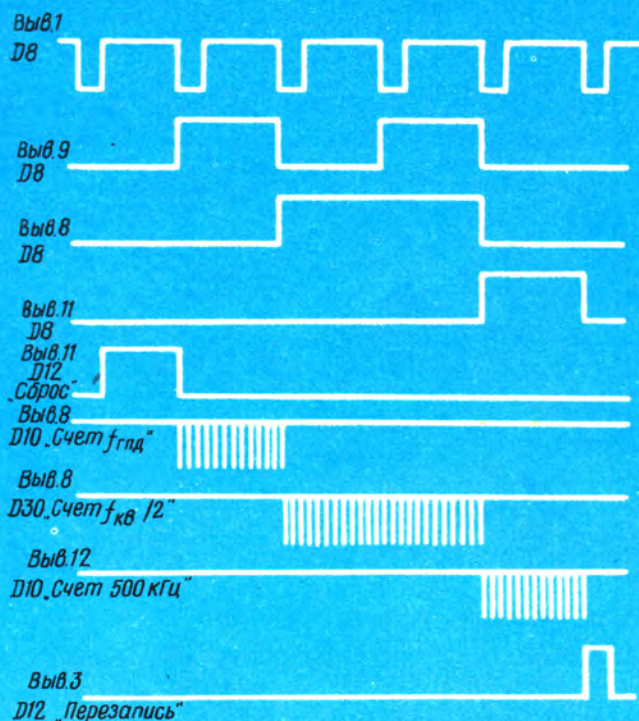 Выв.1
D8
Выв.9
D8
Выв.8
D8
Выв.11
D8
Выв.11
D12
„Сброс“
Выв.8
D10 „Счет fгпд“
Выв.8
D30 „Счет fкв /2“
Выв.12
D10 „Счет 500 кГц“
Выв.3
D12 „Перезапись“